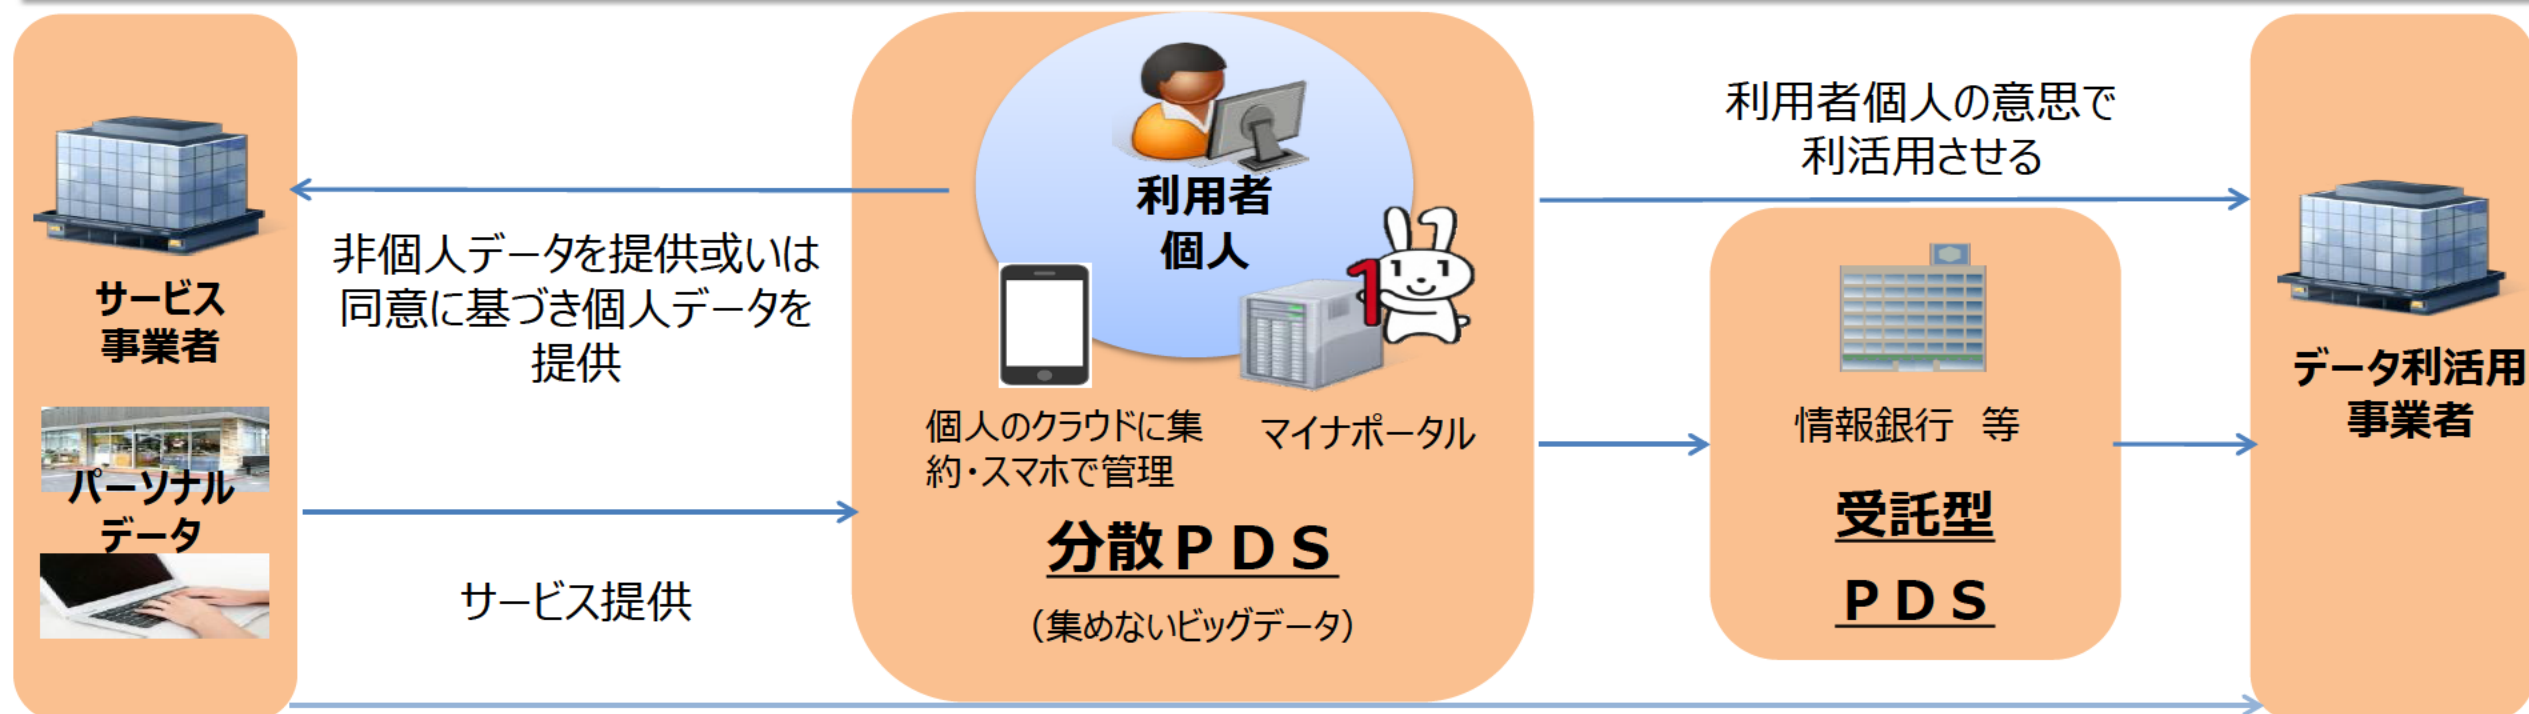 サービス
事業者
パーソナル
データ
非個人データを提供或いは
同意に基づき個人データを
提供
サービス提供
利用者
個人
1
個人のクラウドに集
約・スマホで管理
マイナポータル
分散ＰＤＳ
（集めないビッグデータ）
利用者個人の意思で
利活用させる
情報銀行　等
受託型
ＰＤＳ
データ利活用
事業者